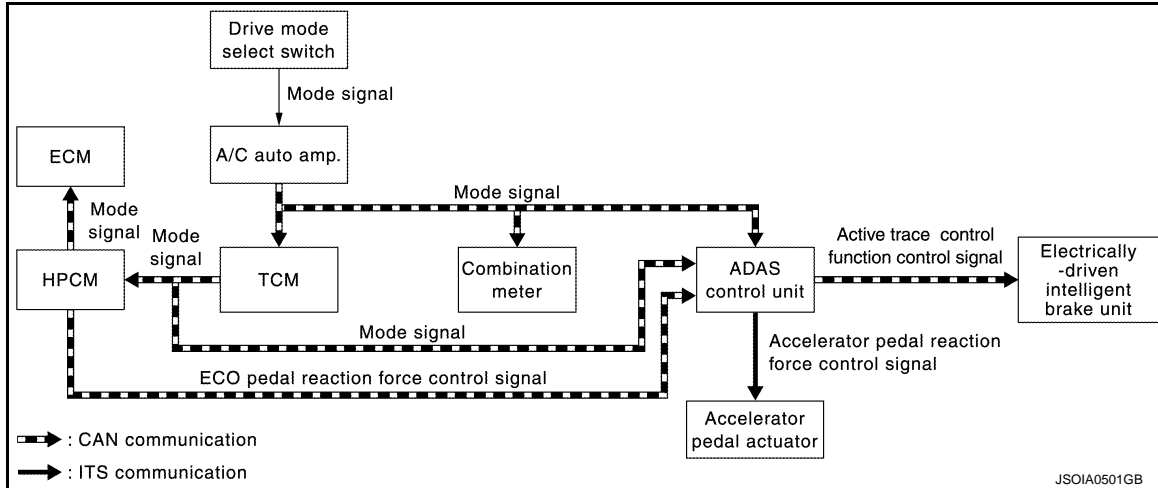 Drive mode
select switch
Mode signal
ECM
A/C auto amp.
Mode signal
Mode
signal
Mode
signal
HPCM
TCM
Combination
meter
ADAS
control unit
Active trace control
function control signal
Electrically
-driven
intelligent
brake unit
Mode signal
ECO pedal reaction force control signal
Accelerator pedal reaction
force control signal
Accelerator
pedal actuator
: CAN communication
: ITS communication
JSOIA0501GB